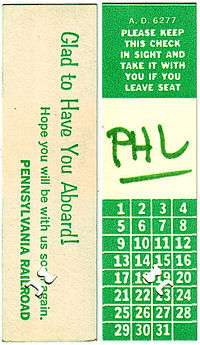 Glad to Have You Aboard!
Hope you will be with us soon again.
PENNSYLVANIA RAILROAD
A. D. 6277
PLEASE KEEP
THIS CHECK
IN SIGHT AND
TAKE IT WITH
YOU IF YOU
LEAVE SEAT
PHL
1 2 3 4
5 6 7 8
9 10 11 12
13 14 15 16
17 18 19 20
21 22 23 24
25 26 27 28
29 30 31